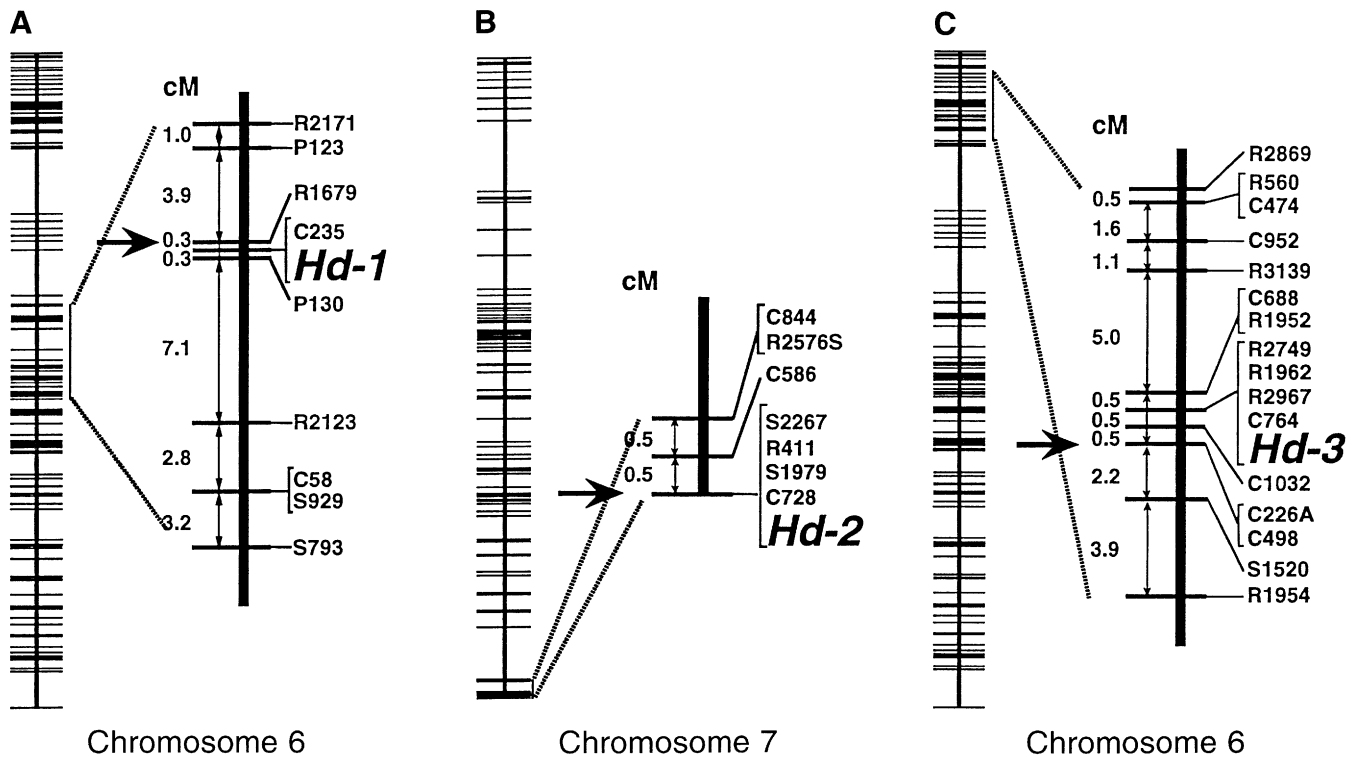 A
cM
1.0
3.9
0.3
0.3
7.1
2.8
3.2
R2171
P123
R1679
C235
Hd-1
P130
R2123
C58
S929
S793
Chromosome 6
B
cM
0.5
0.5
C844
R2576S
C586
S2267
R411
S1979
C728
Hd-2
Chromosome 7
C
cM
0.5
1.6
1.1
5.0
0.5
0.5
0.5
2.2
3.9
R2869
R560
C474
C952
R3139
C688
R1952
R2749
R1962
R2967
C764
Hd-3
C1032
C226A
C498
S1520
R1954
Chromosome 6